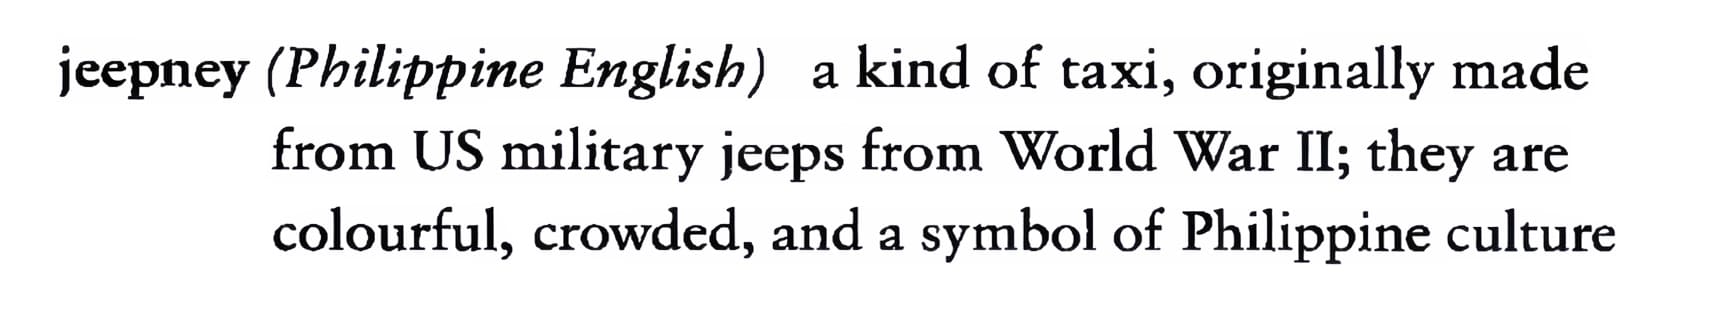 jeepney (Philippine English) a kind of taxi, originally made
from US military jeeps from World War II; they are
colourful, crowded, and a symbol of Philippine culture